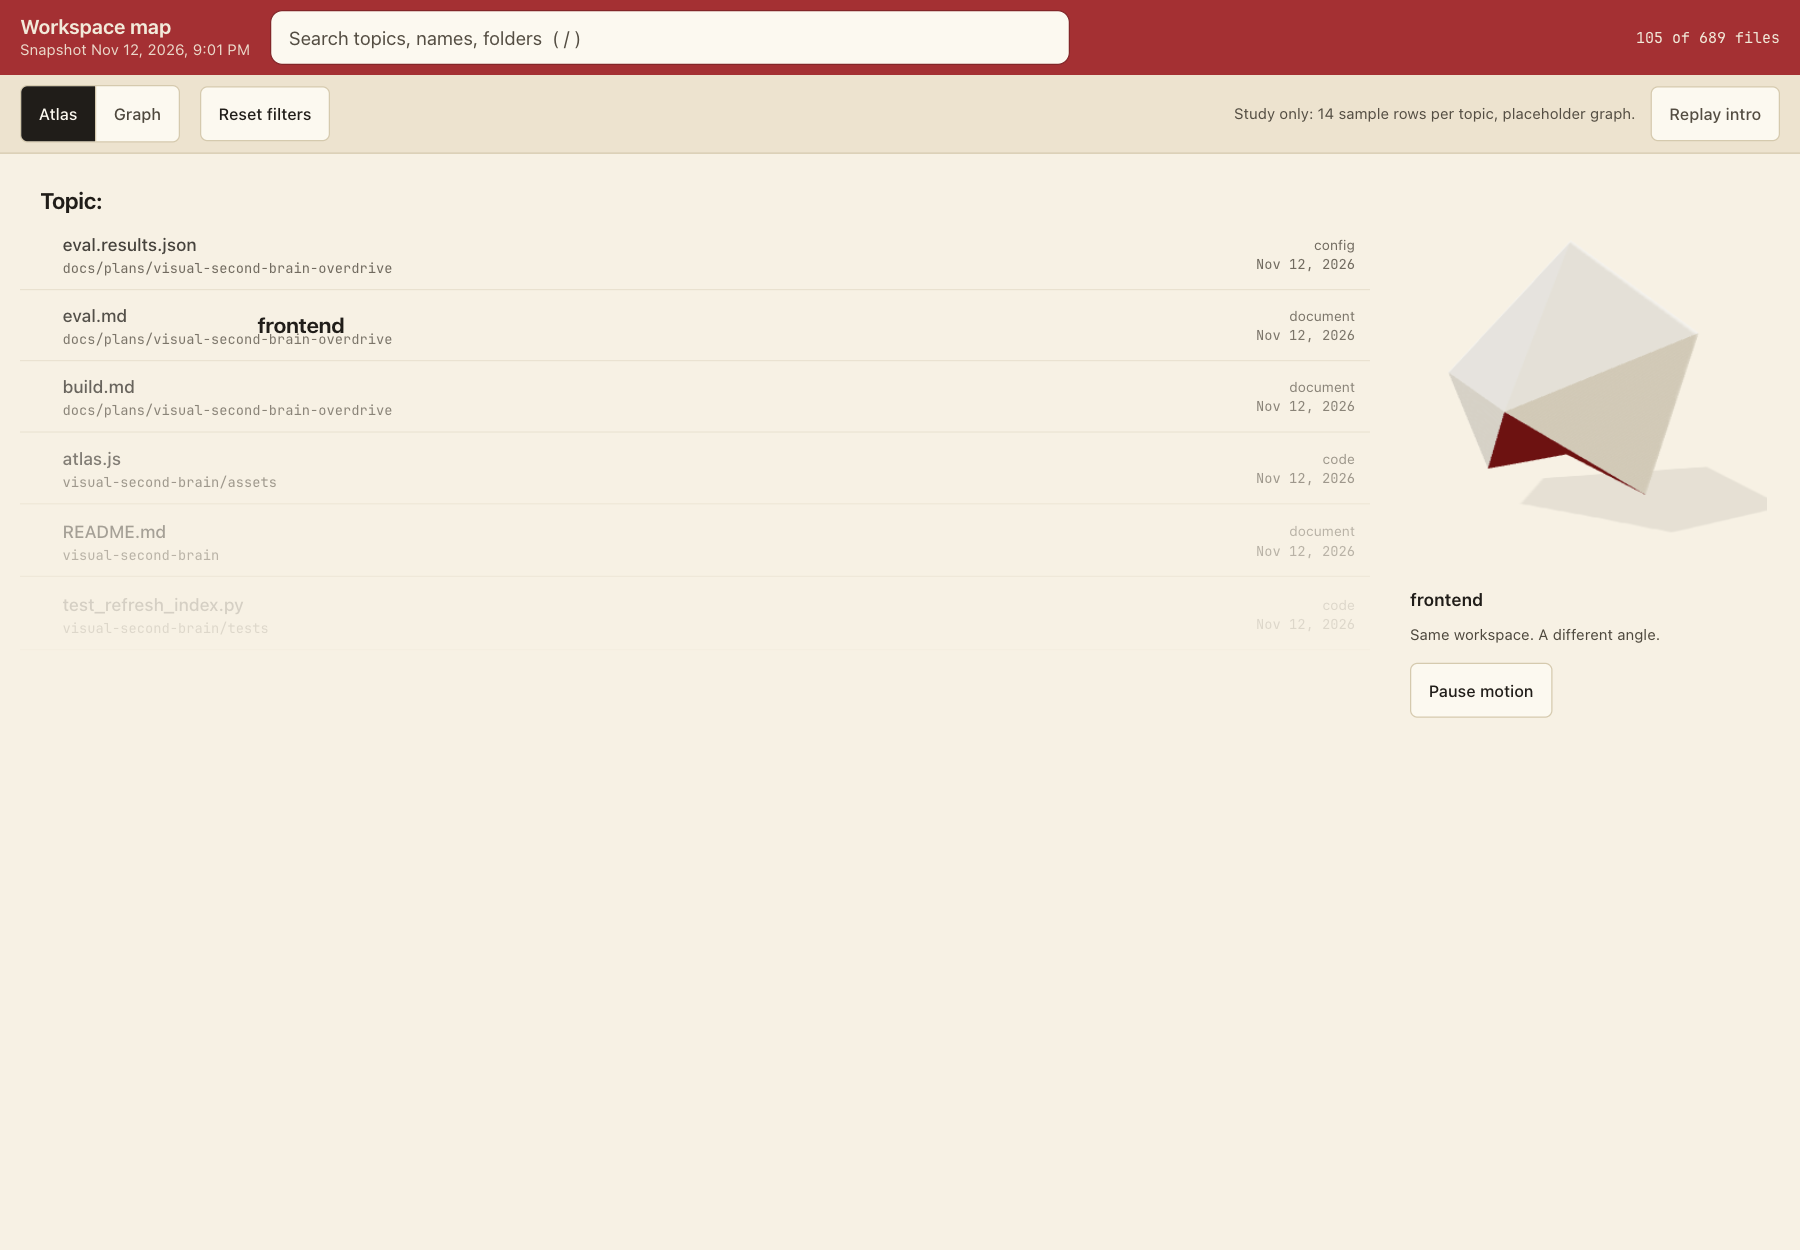 Workspace map
Snapshot Nov 12, 2026, 9:01 PM
Search topics, names, folders ( / )
105 of 689 files
Atlas
Graph
Reset filters
Study only: 14 sample rows per topic, placeholder graph.
Replay intro
Topic:
eval.results.json
docs/plans/visual-second-brain-overdrive
config
Nov 12, 2026
eval.md
frontend
docs/plans/visual-second-brain-overdrive
document
Nov 12, 2026
build.md
docs/plans/visual-second-brain-overdrive
document
Nov 12, 2026
atlas.js
visual-second-brain/assets
code
Nov 12, 2026
README.md
visual-second-brain
document
Nov 12, 2026
test_refresh_index.py
visual-second-brain/tests
code
Nov 12, 2026
frontend
Same workspace. A different angle.
Pause motion